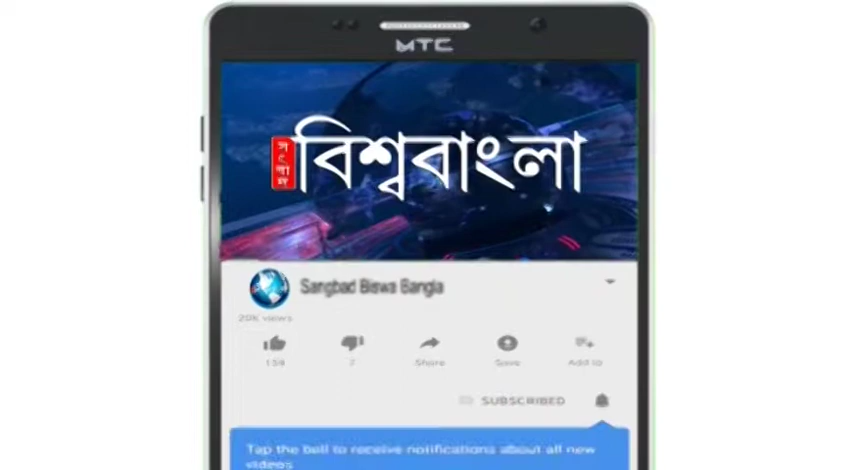 MTC
সংবাদ
বিশ্ববাংলা
Sangbad Biswa Bangla
20K views
159 7 Share Save Add to
SUBSCRIBED
Tap the bell to receive notifications about all new
videos